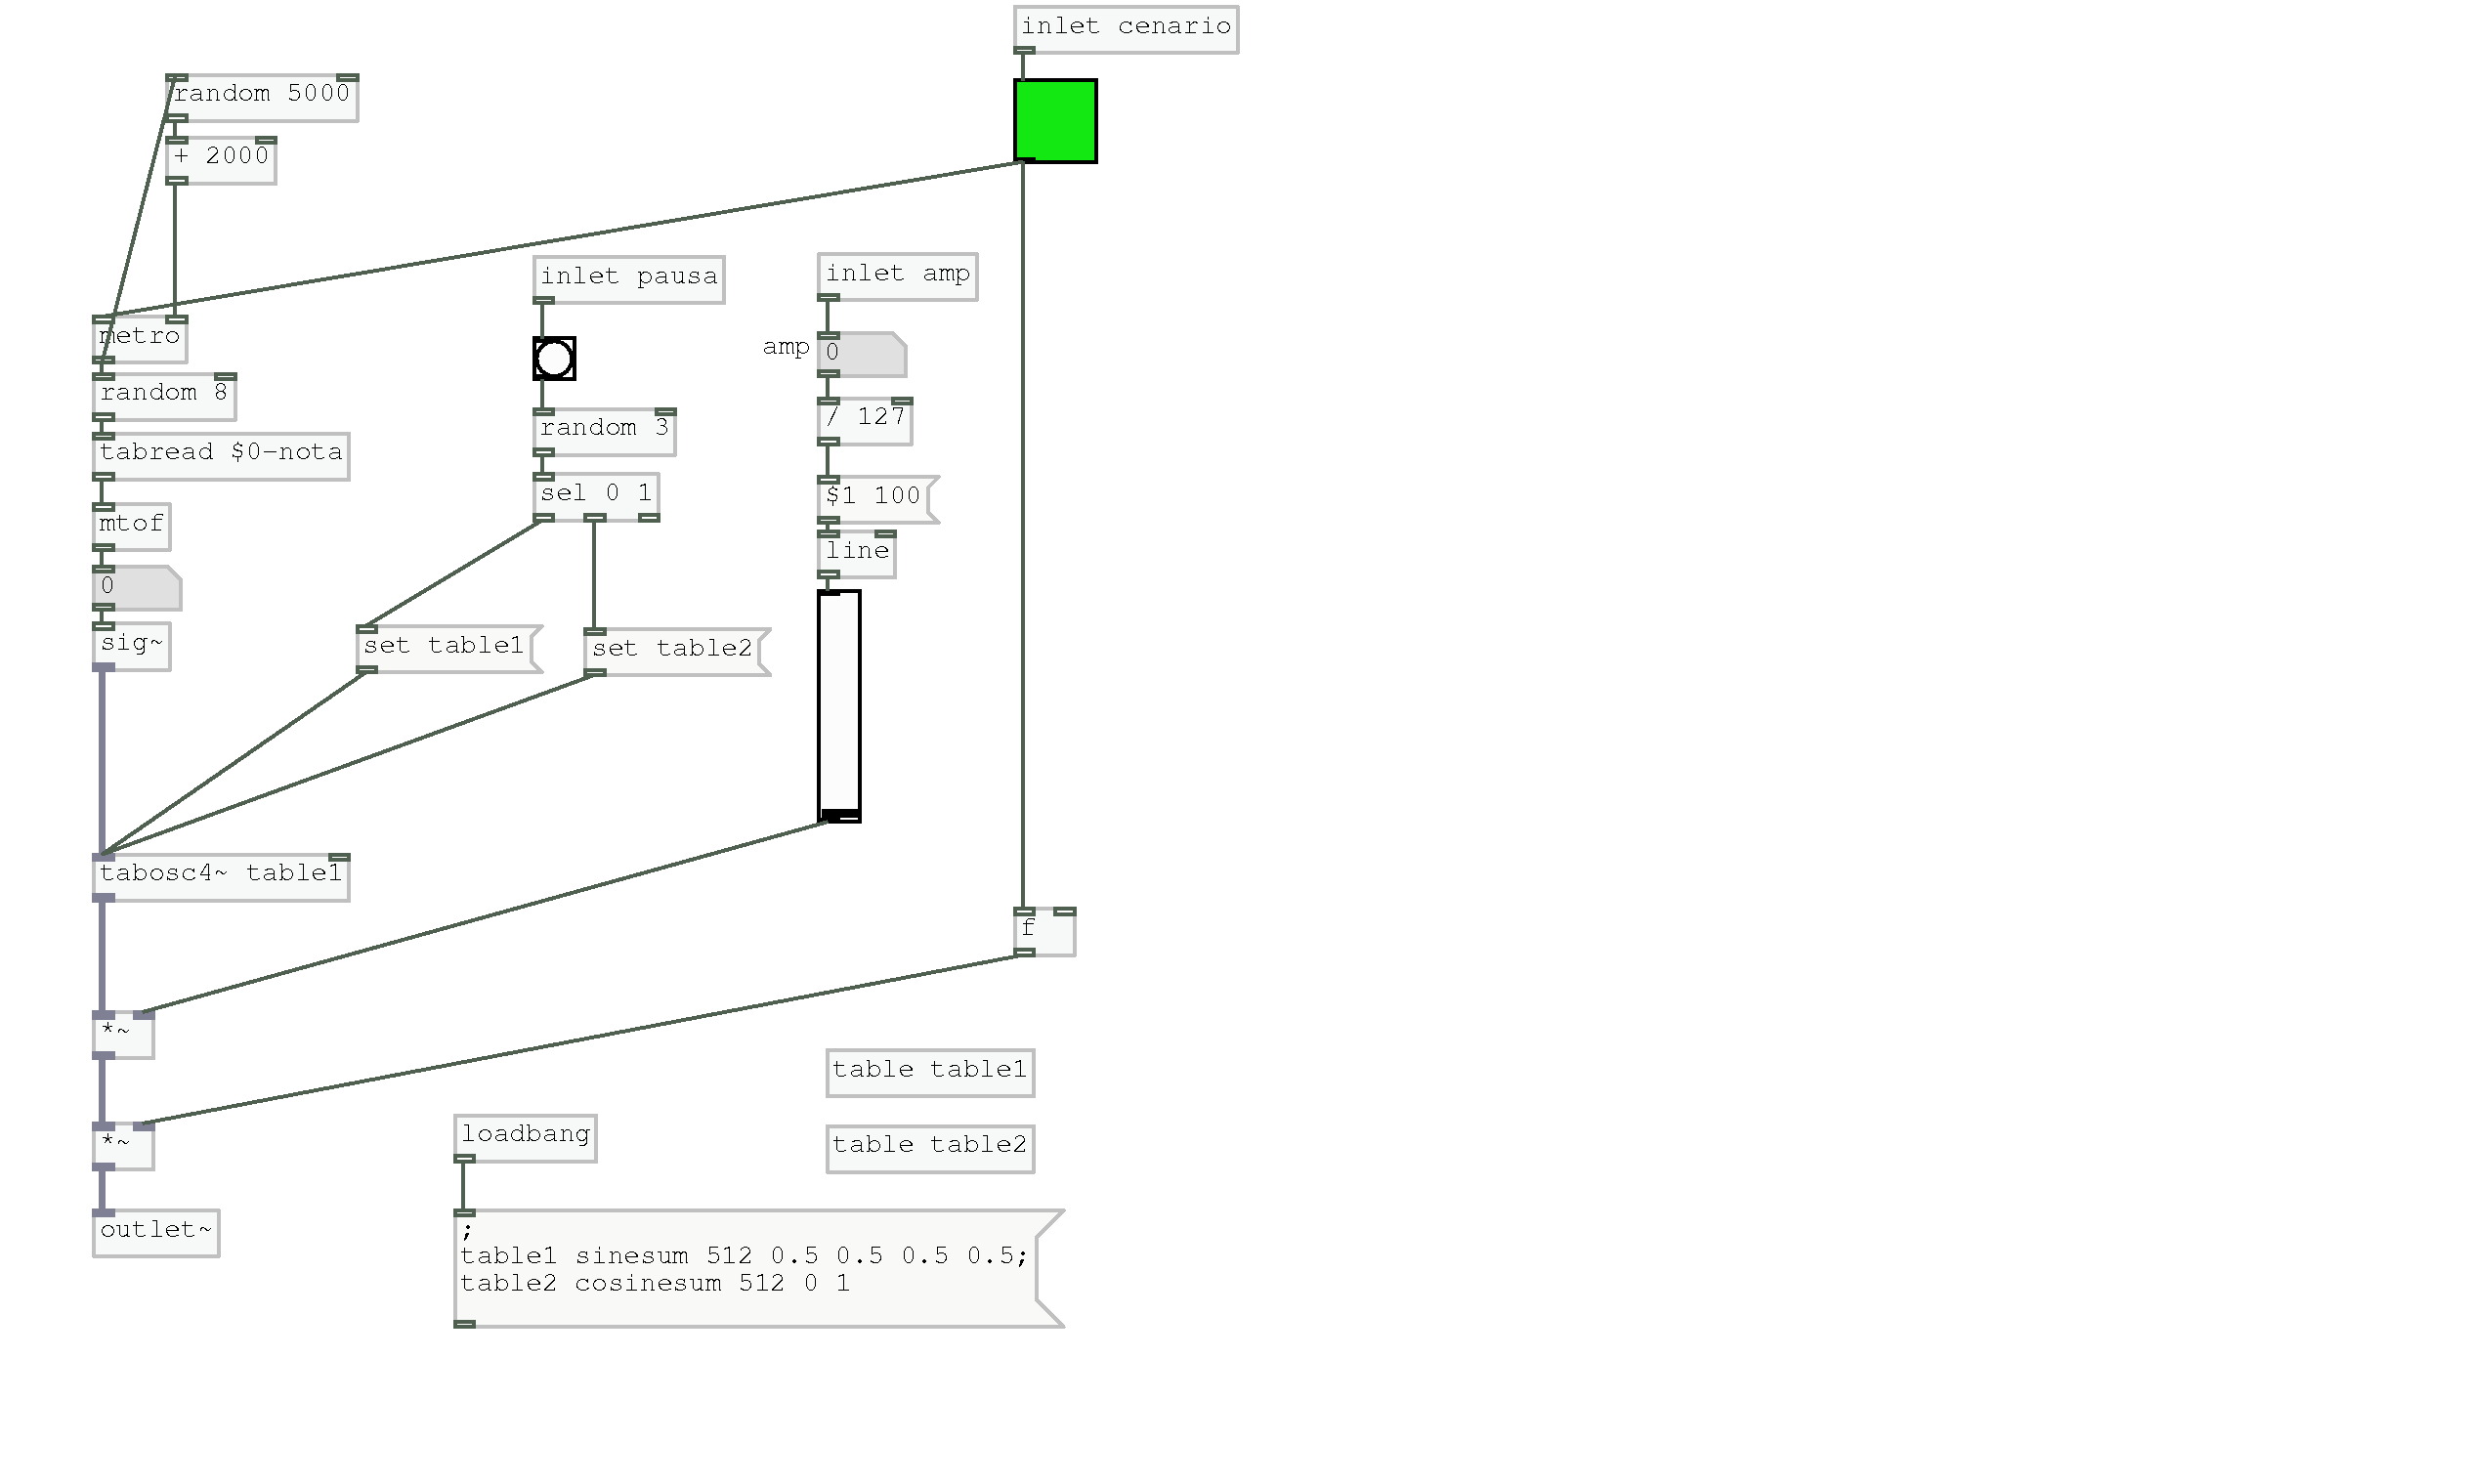 inlet cenario
random 5000
+ 2000
inlet pausa
inlet amp
metro
amp
0
random 8
/ 127
random 3
tabread $0-nota
sel 0 1
$1 100
mtof
line
0
sig~
set table1
set table2
tabosc4~ table1
f
*~
table table1
loadbang
*~
table table2
outlet~
;
table1 sinesum 512 0.5 0.5 0.5 0.5;
table2 cosinesum 512 0 1